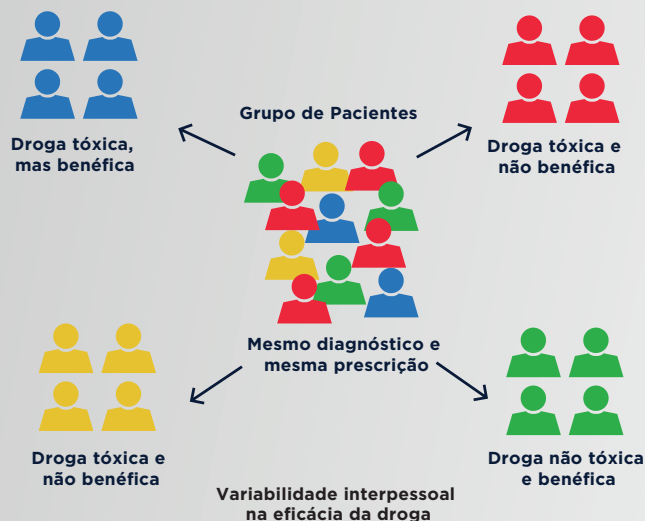 Grupo de Pacientes
Droga tóxica,
mas benéfica
Droga tóxica e
não benéfica
Mesmo diagnóstico e
mesma prescrição
Droga tóxica e
não benéfica
Droga não tóxica
e benéfica
Variabilidade interpessoal
na eficácia da droga